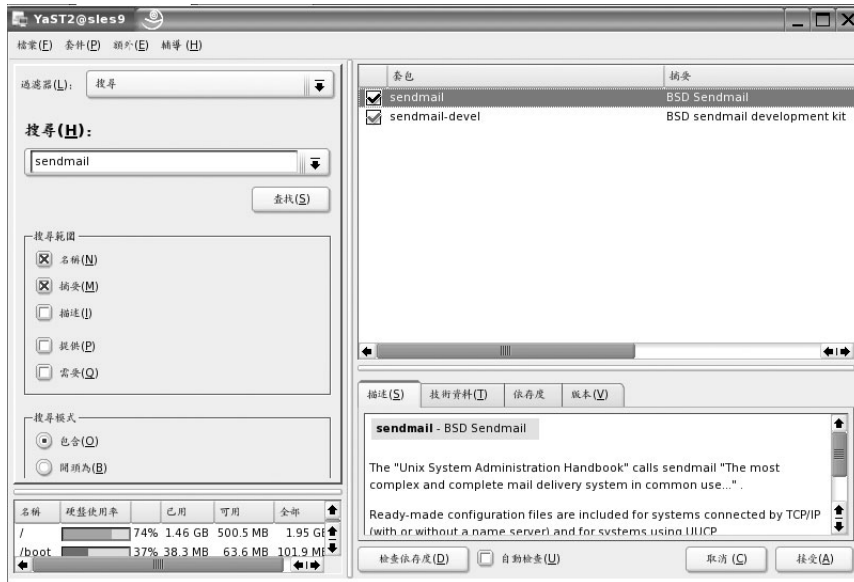 YaST2@sles9
檔案(F) 套件(P) 額外(E) 輔導 (H)
過濾器(L): 搜尋
搜尋(H):
sendmail
查找(S)
搜尋範圍
名稱(N)
摘要(M)
描述(I)
提供(P)
需要(Q)
搜尋模式
包含(O)
開頭為(B)
名稱 硬盤使用率 已用 可用 全部
/ 74% 1.46 GB 500.5 MB 1.95 GB
/boot 37% 38.3 MB 63.6 MB 101.9 MB
套包 摘要
sendmail BSD Sendmail
sendmail-devel BSD sendmail development kit
描述(S) 技術資料(T) 依存度 版本(V)
sendmail - BSD Sendmail
The "Unix System Administration Handbook" calls sendmail "The most
complex and complete mail delivery system in common use..." .
Ready-made configuration files are included for systems connected by TCP/IP
(with or without a name server) and for systems using UUCP
檢查依存度(D) 自動檢查(U) 取消 (C) 接受(A)